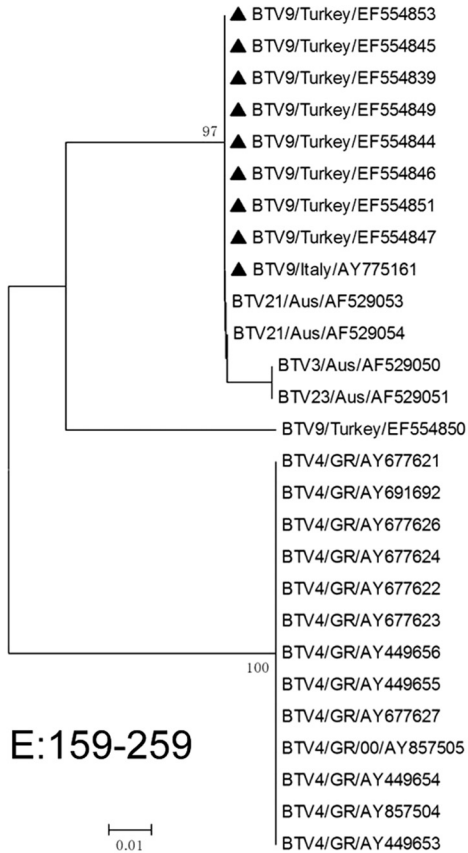 ▲ BTV9/Turkey/EF554853
▲ BTV9/Turkey/EF554845
▲ BTV9/Turkey/EF554839
▲ BTV9/Turkey/EF554849
97
▲ BTV9/Turkey/EF554844
▲ BTV9/Turkey/EF554846
▲ BTV9/Turkey/EF554851
▲ BTV9/Turkey/EF554847
▲ BTV9/Italy/AY775161
BTV21/Aus/AF529053
BTV21/Aus/AF529054
BTV3/Aus/AF529050
BTV23/Aus/AF529051
BTV9/Turkey/EF554850
BTV4/GR/AY677621
BTV4/GR/AY691692
BTV4/GR/AY677626
BTV4/GR/AY677624
BTV4/GR/AY677622
BTV4/GR/AY677623
BTV4/GR/AY449656
100
BTV4/GR/AY449655
BTV4/GR/AY677627
E:159-259
BTV4/GR/00/AY857505
BTV4/GR/AY449654
BTV4/GR/AY857504
0.01
BTV4/GR/AY449653